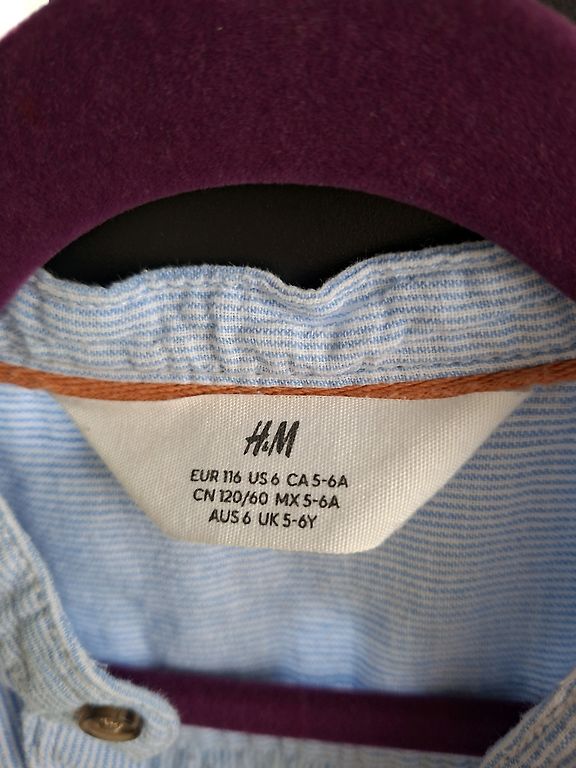 H&M
EUR 116 US 6 CA 5-6A
CN 120/60 MX 5-6A
AUS 6 UK 5-6Y